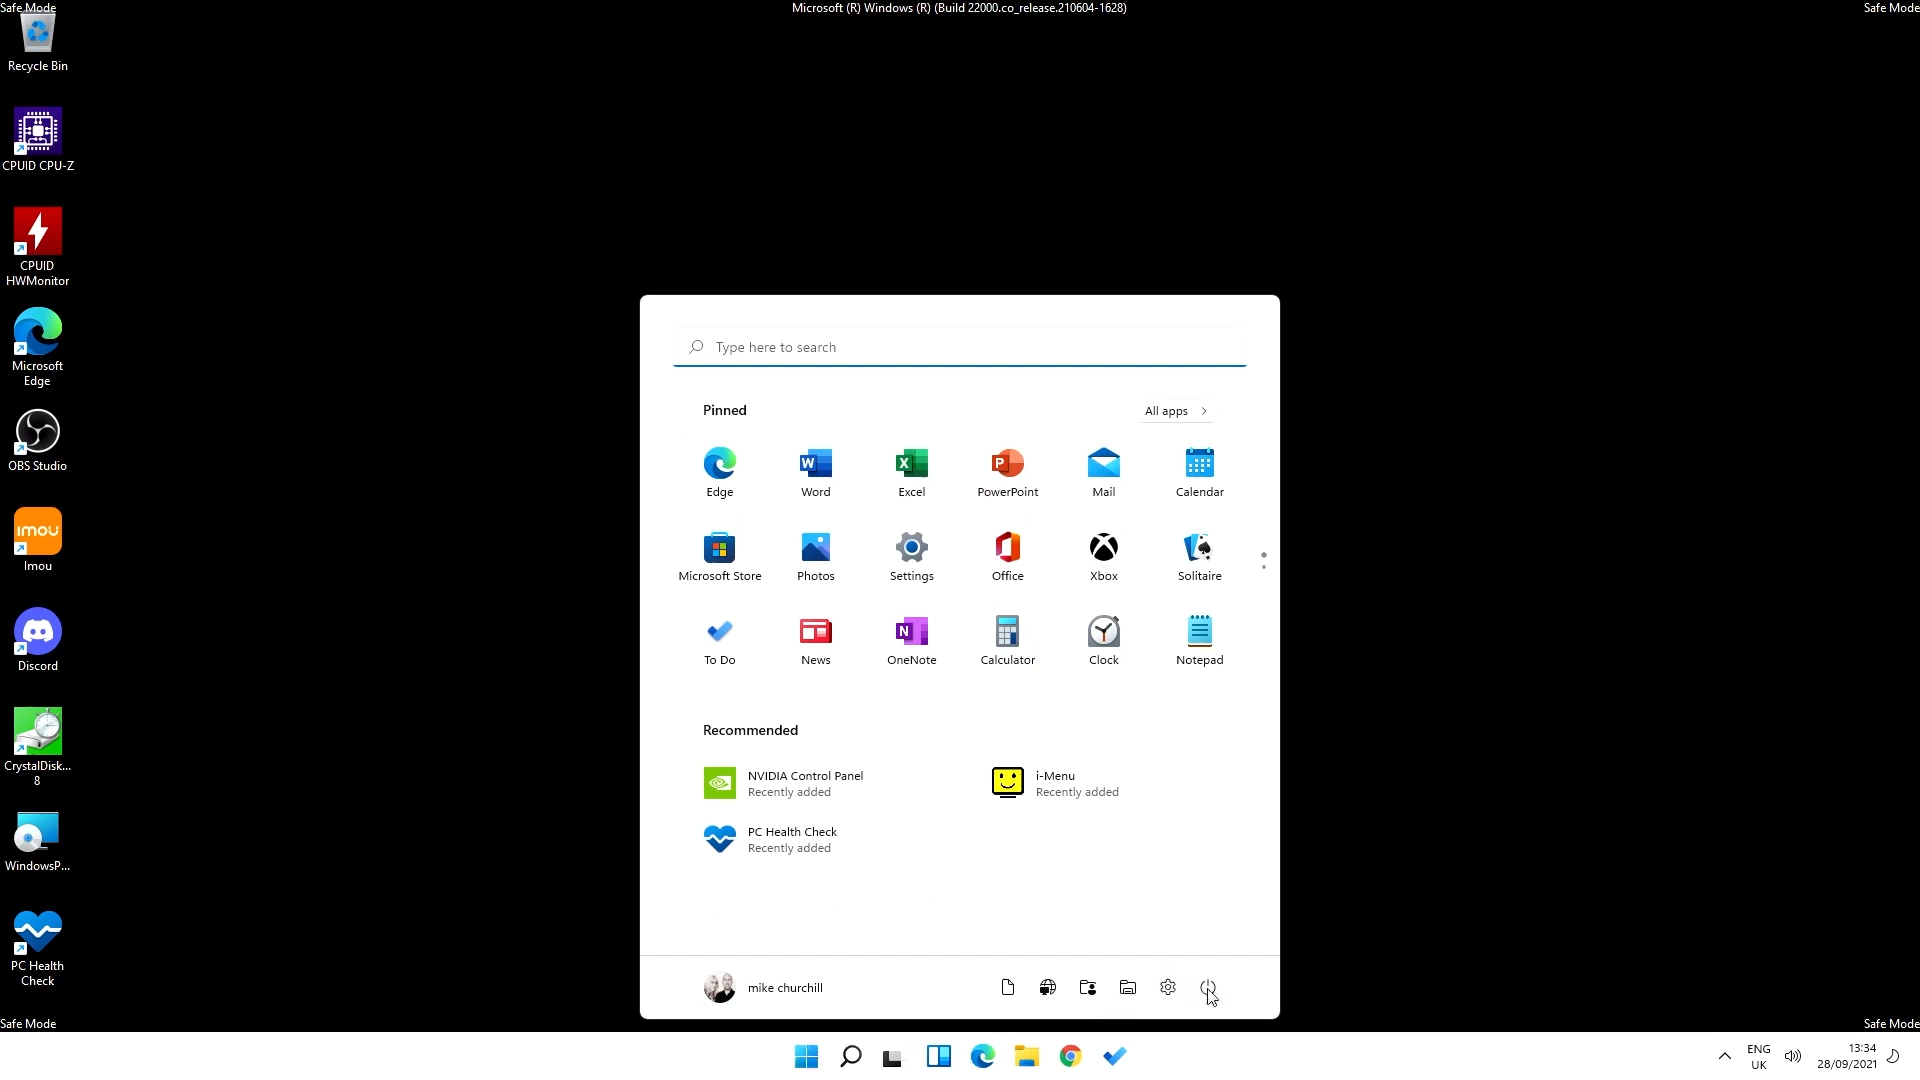 Safe Mode
Microsoft (R) Windows (R) (Build 22000.co_release.210604-1628)
Safe Mode
Recycle Bin
CPUID CPU-Z
CPUID
HWMonitor
Microsoft
Edge
OBS Studio
imou
Imou
Discord
CrystalDisk...
8
WindowsP...
PC Health
Check
Type here to search
Pinned
All apps
Edge
Word
Excel
PowerPoint
Mail
Calendar
Microsoft Store
Photos
Settings
Office
Xbox
Solitaire
To Do
News
OneNote
Calculator
Clock
Notepad
Recommended
NVIDIA Control Panel
Recently added
i-Menu
Recently added
PC Health Check
Recently added
mike churchill
Safe Mode
Safe Mode
ENG
UK
13:34
28/09/2021